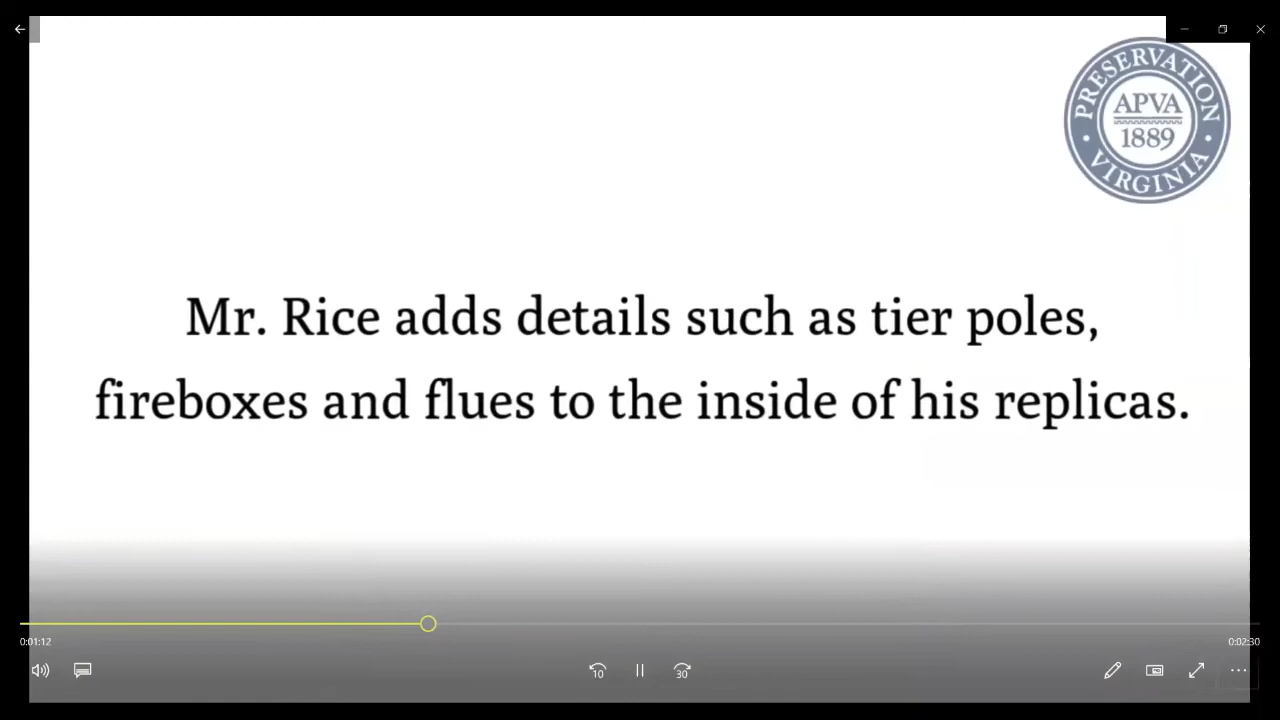 PRESERVATION
APVA
1889
VIRGINIA
Mr. Rice adds details such as tier poles,
fireboxes and flues to the inside of his replicas.
0:01:12
0:02:30
10
30